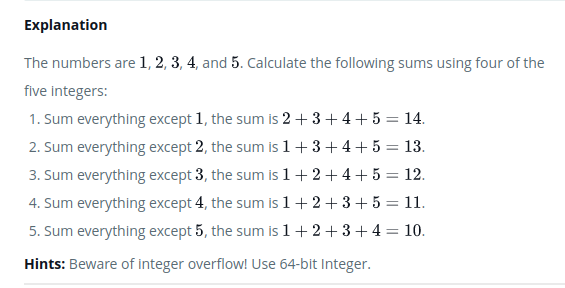 Explanation
The numbers are 1, 2, 3, 4, and 5. Calculate the following sums using four of the
five integers:
1. Sum everything except 1, the sum is 2 + 3 + 4 + 5 = 14.
2. Sum everything except 2, the sum is 1 + 3 + 4 + 5 = 13.
3. Sum everything except 3, the sum is 1 + 2 + 4 + 5 = 12.
4. Sum everything except 4, the sum is 1 + 2 + 3 + 5 = 11.
5. Sum everything except 5, the sum is 1 + 2 + 3 + 4 = 10.
Hints: Beware of integer overflow! Use 64-bit Integer.